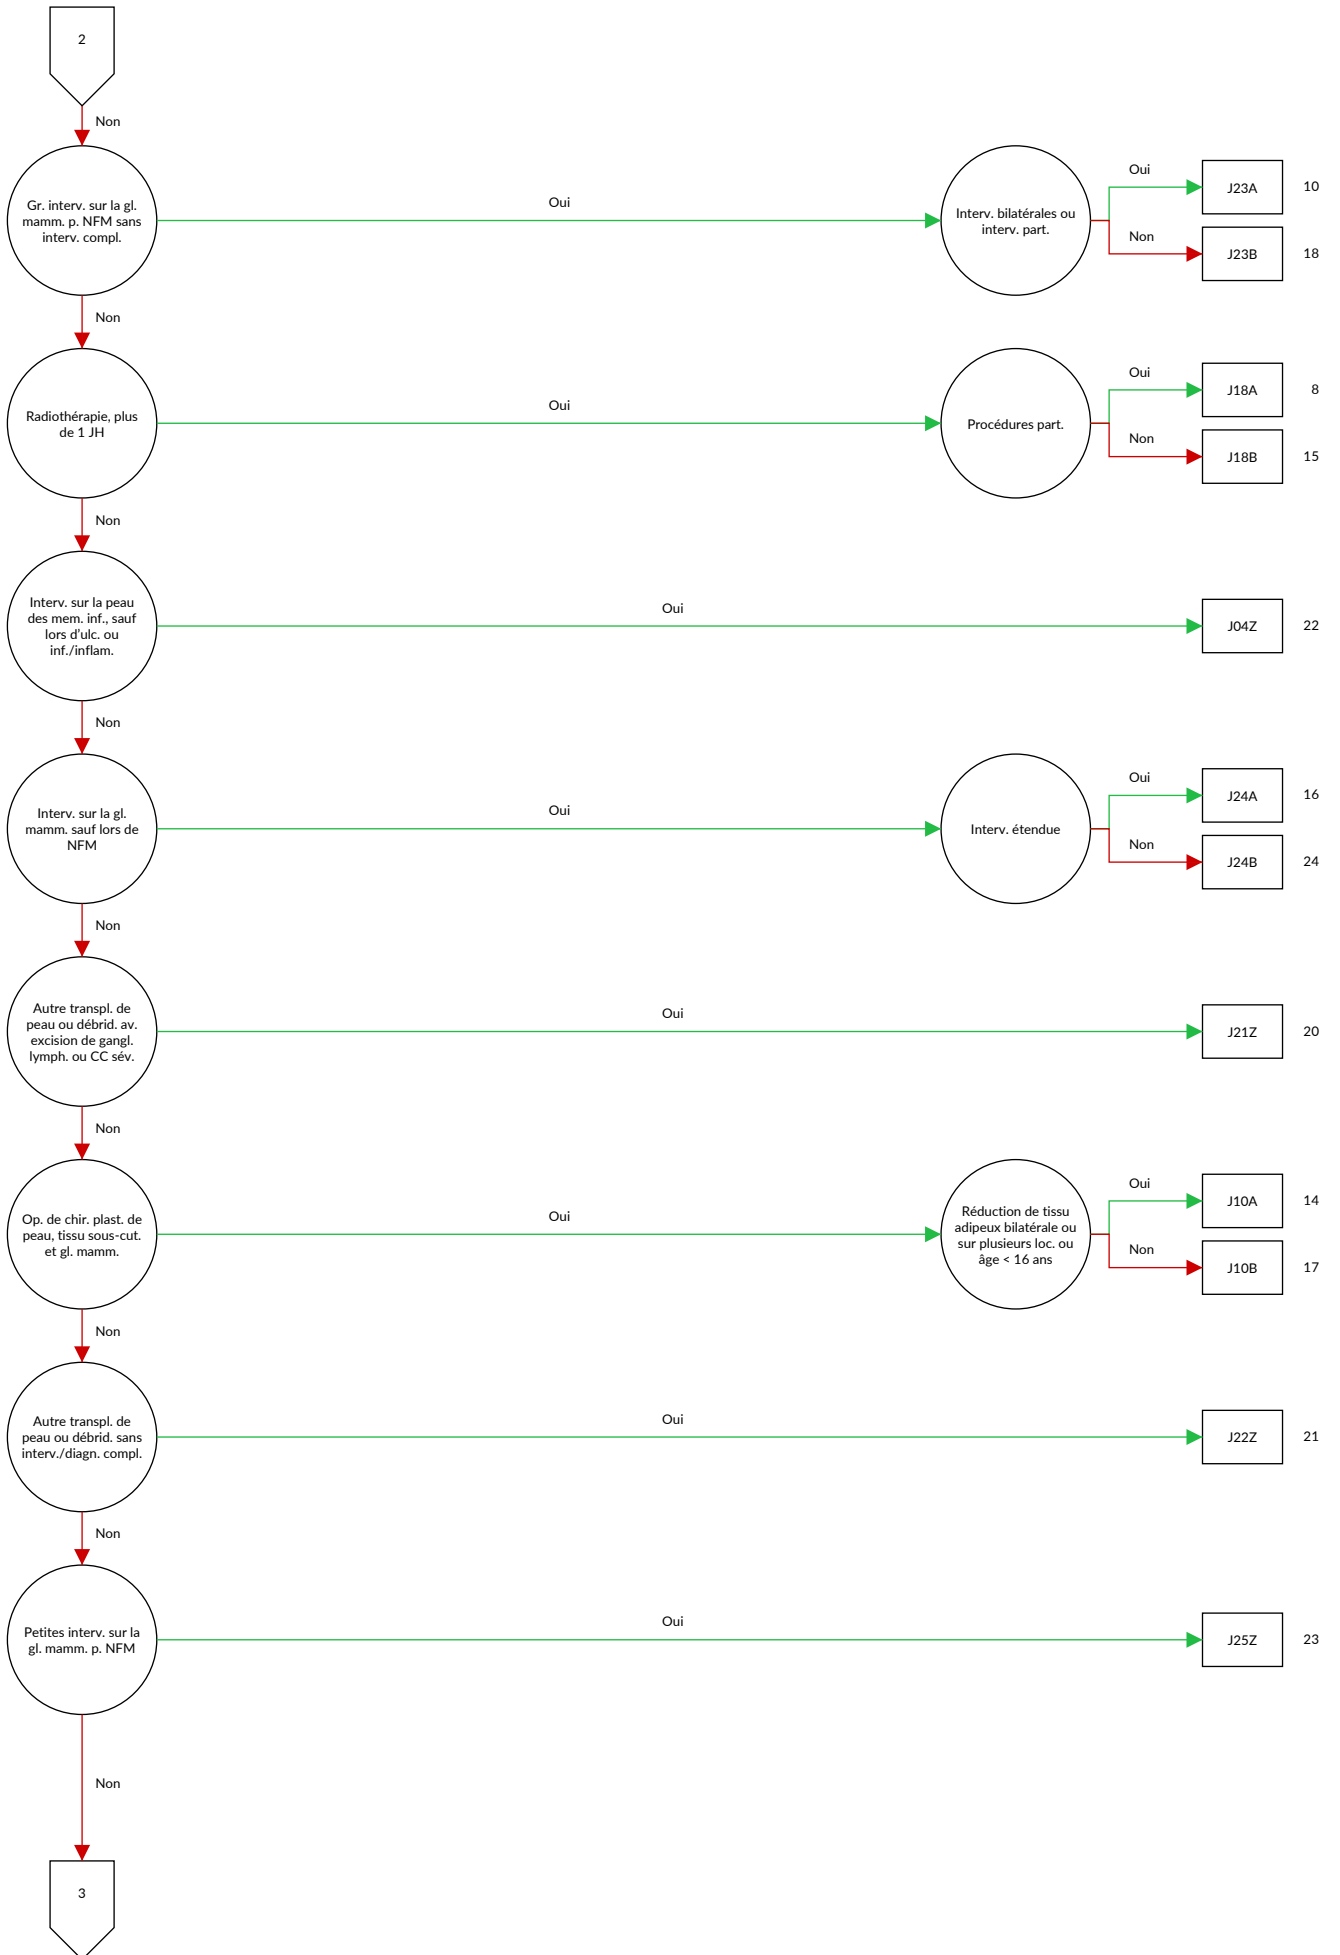 2
Non
Gr. interv. sur la gl.
mamm. p. NFM sans
interv. compl.
Oui
Interv. bilatérales ou
interv. part.
Oui
J23A
10
Non
J23B
18
Non
Radiothérapie, plus
de 1 JH
Oui
Procédures part.
Oui
J18A
8
Non
J18B
15
Non
Interv. sur la peau
des mem. inf., sauf
lors d'ulc. ou
inf./inflam.
Oui
J04Z
22
Non
Interv. sur la gl.
mamm. sauf lors de
NFM
Oui
Interv. étendue
Oui
J24A
16
Non
J24B
24
Non
Autre transpl. de
peau ou débrid. av.
excision de gangl.
lymph. ou CC sév.
Oui
J21Z
20
Non
Op. de chir. plast. de
peau, tissu sous-cut.
et gl. mamm.
Oui
Réduction de tissu
adipeux bilatérale ou
sur plusieurs loc. ou
âge < 16 ans
Oui
J10A
14
Non
J10B
17
Non
Autre transpl. de
peau ou débrid. sans
interv./diagn. compl.
Oui
J22Z
21
Non
Petites interv. sur la
gl. mamm. p. NFM
Oui
J25Z
23
Non
3